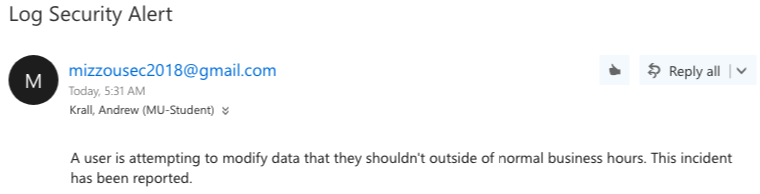 Log Security Alert
M
mizzousec2018@gmail.com
Reply all
Today, 5:31 AM
Krall, Andrew (MU-Student)
A user is attempting to modify data that they shouldn't outside of normal business hours. This incident
has been reported.